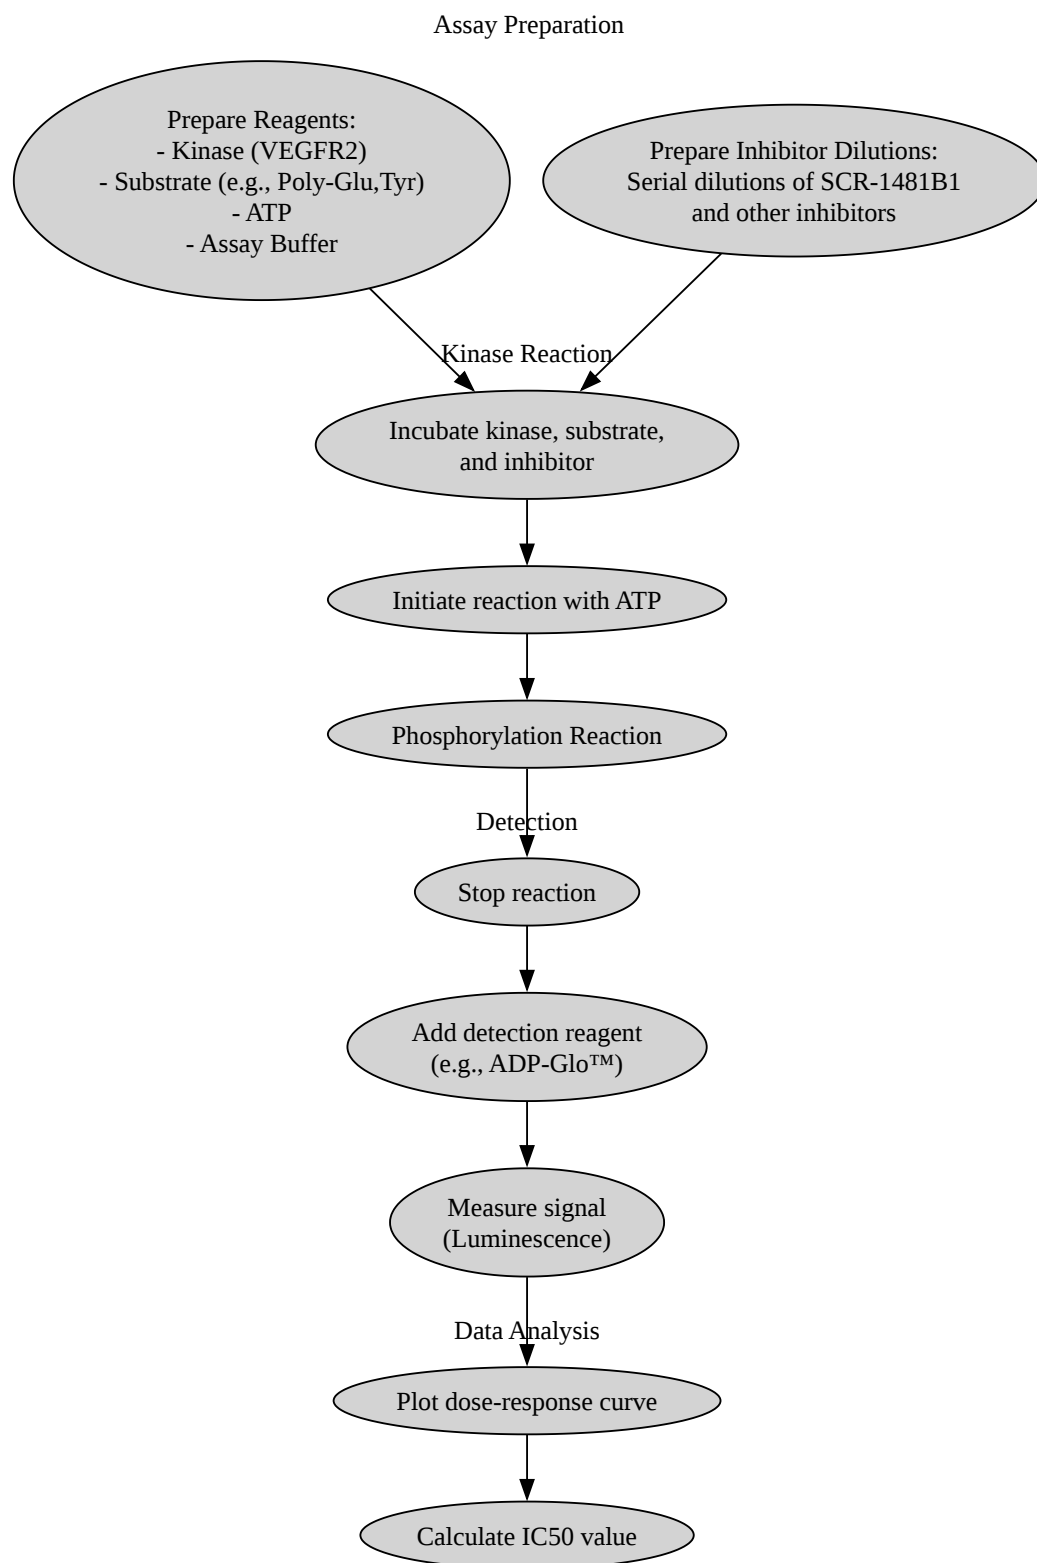 Assay Preparation
Prepare Reagents:
- Kinase (VEGFR2)
- Substrate (e.g., Poly-Glu,Tyr)
- ATP
- Assay Buffer
Prepare Inhibitor Dilutions:
Serial dilutions of SCR-1481B1
and other inhibitors
Kinase Reaction
Incubate kinase, substrate,
and inhibitor
Initiate reaction with ATP
Phosphorylation Reaction
Detection
Stop reaction
Add detection reagent
(e.g., ADP-Glo™)
Measure signal
(Luminescence)
Data Analysis
Plot dose-response curve
Calculate IC50 value